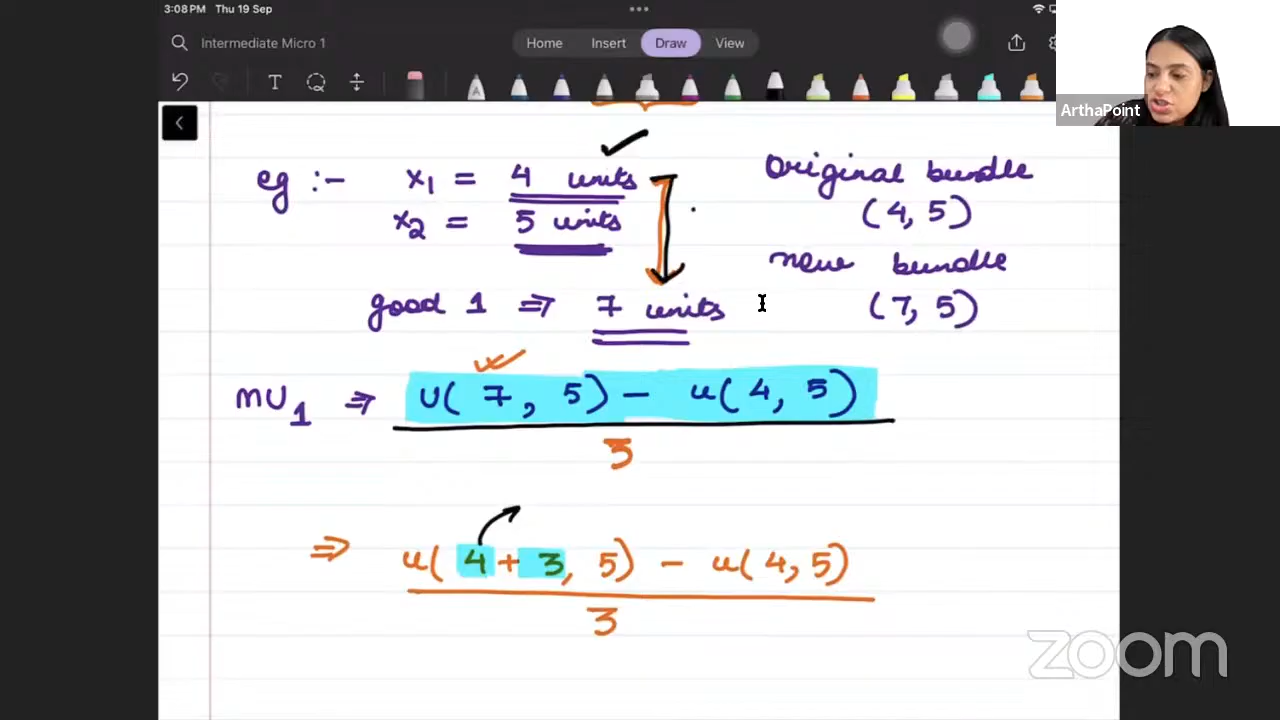 3:08 PM Thu 19 Sep
Intermediate Micro 1
Home Insert Draw View
ArthaPoint
eg :- x1 = 4 units
x2 = 5 units
Original bundle
(4, 5)
new bundle
(7, 5)
good 1 ⇒ 7 units
MU1 ⇒ U( 7, 5) - u( 4, 5)
3
⇒ u( 4 + 3, 5) - u( 4, 5)
3
zoom